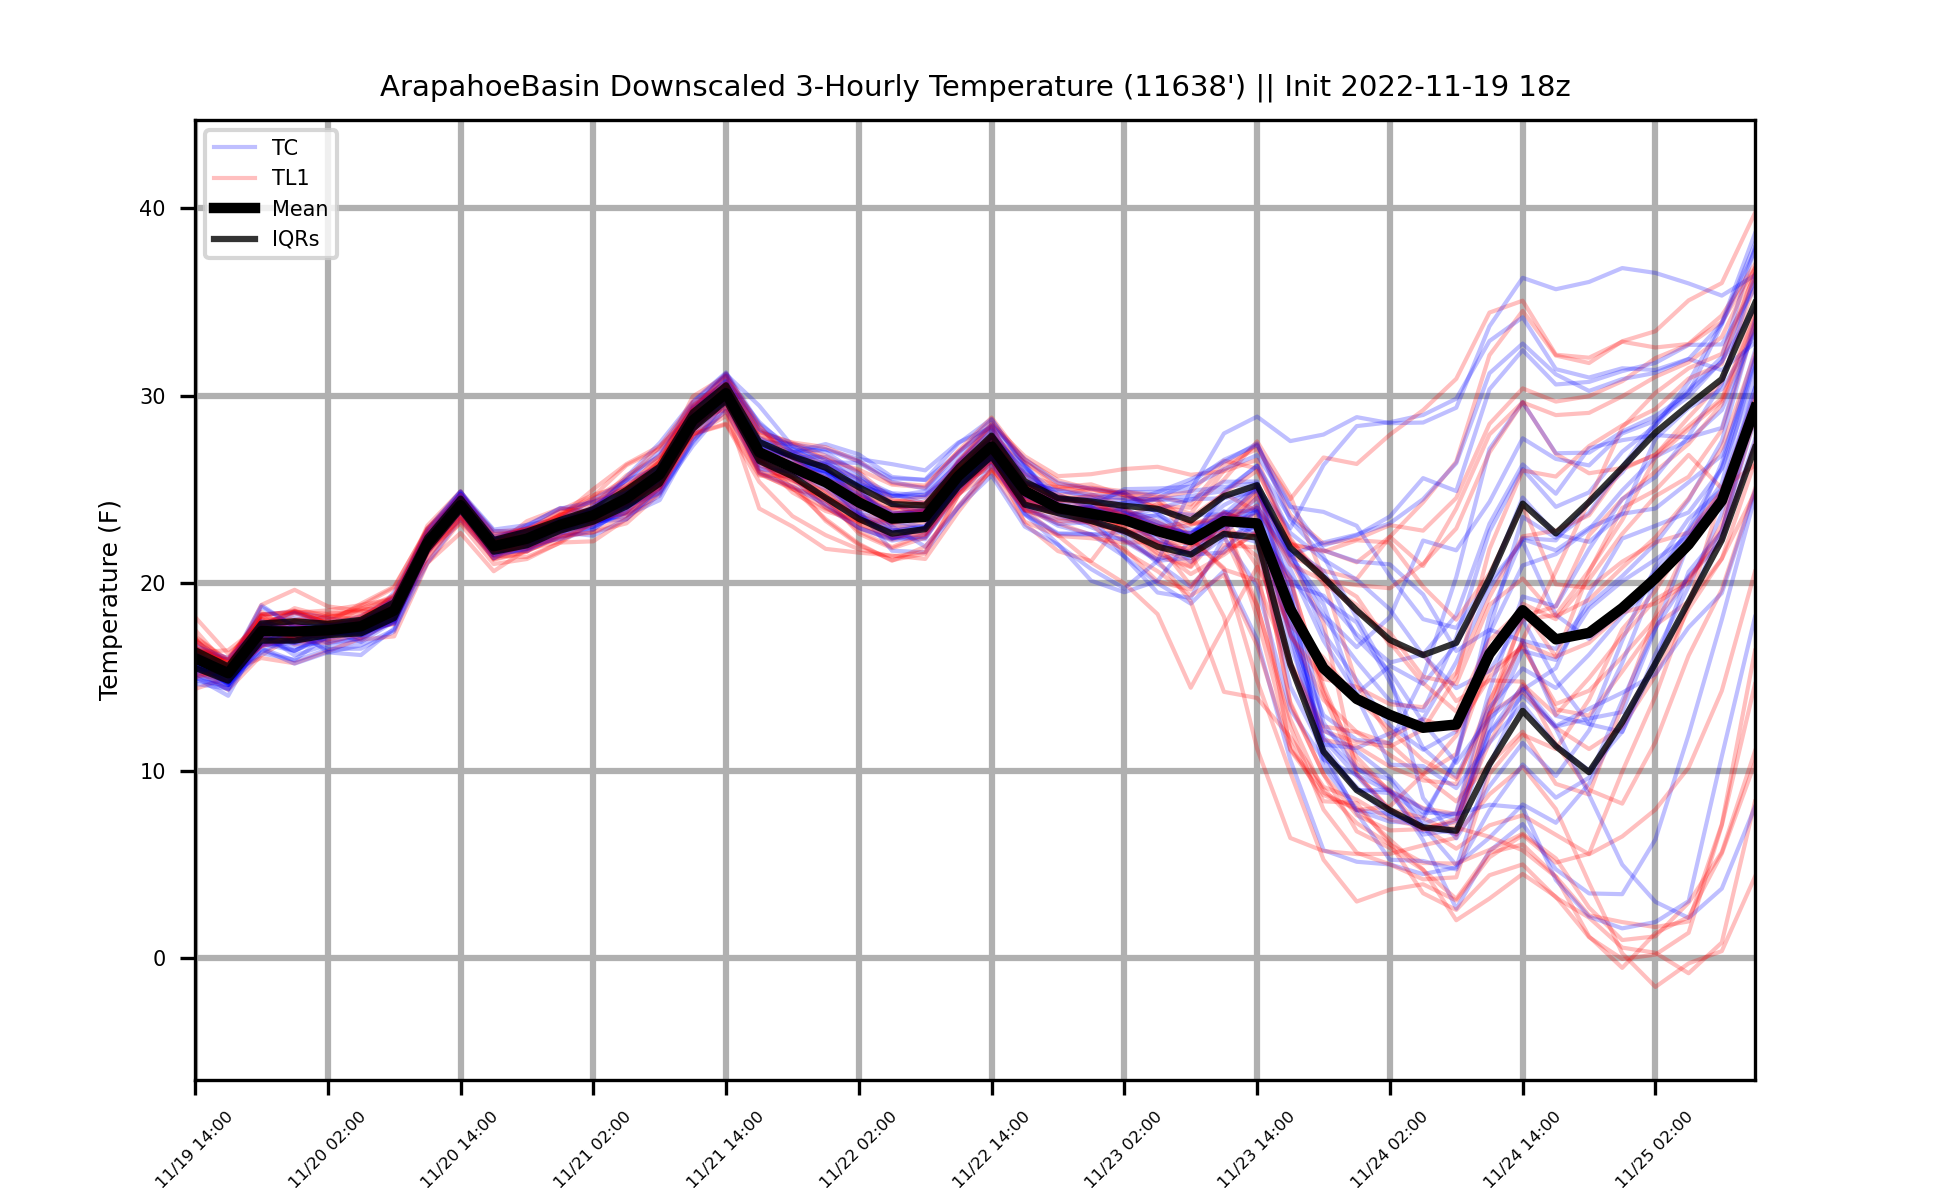 ArapahoeBasin Downscaled 3-Hourly Temperature (11638') || Init 2022-11-19 18z
TC
TL1
Mean
IQRs
Temperature (F)
40
30
20
10
0
11/19 14:00
11/20 02:00
11/20 14:00
11/21 02:00
11/21 14:00
11/22 02:00
11/22 14:00
11/23 02:00
11/23 14:00
11/24 02:00
11/24 14:00
11/25 02:00